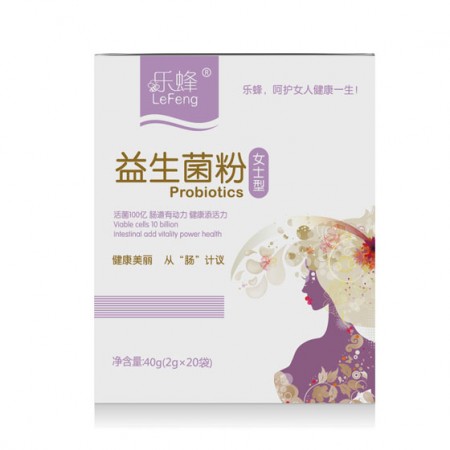 乐蜂®
LeFeng
乐蜂，呵护女人健康一生！
益生菌粉
女士型
Probiotics
活菌100亿 肠道有动力 健康添活力
Viable cells 10 billion
Intestinal add vitality power health
健康美丽 从“肠”计议
净含量:40g(2g×20袋)